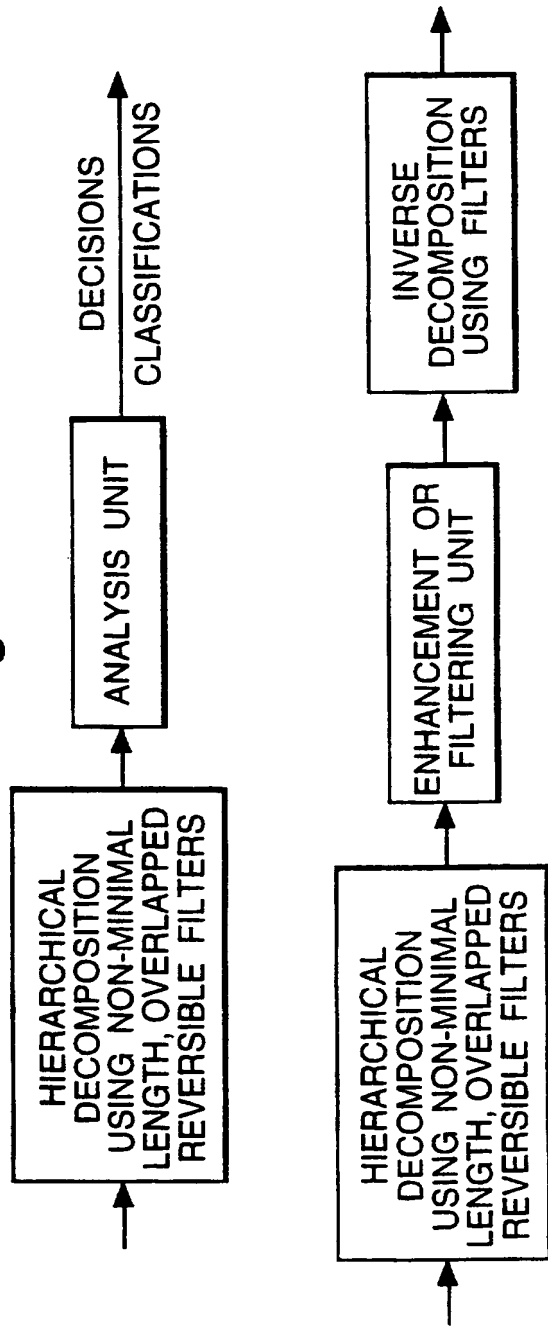 HIERARCHICAL
DECOMPOSITION
USING NON-MINIMAL
LENGTH, OVERLAPPED
REVERSIBLE FILTERS
ANALYSIS UNIT
DECISIONS
CLASSIFICATIONS
HIERARCHICAL
DECOMPOSITION
USING NON-MINIMAL
LENGTH, OVERLAPPED
REVERSIBLE FILTERS
ENHANCEMENT OR
FILTERING UNIT
INVERSE
DECOMPOSITION
USING FILTERS